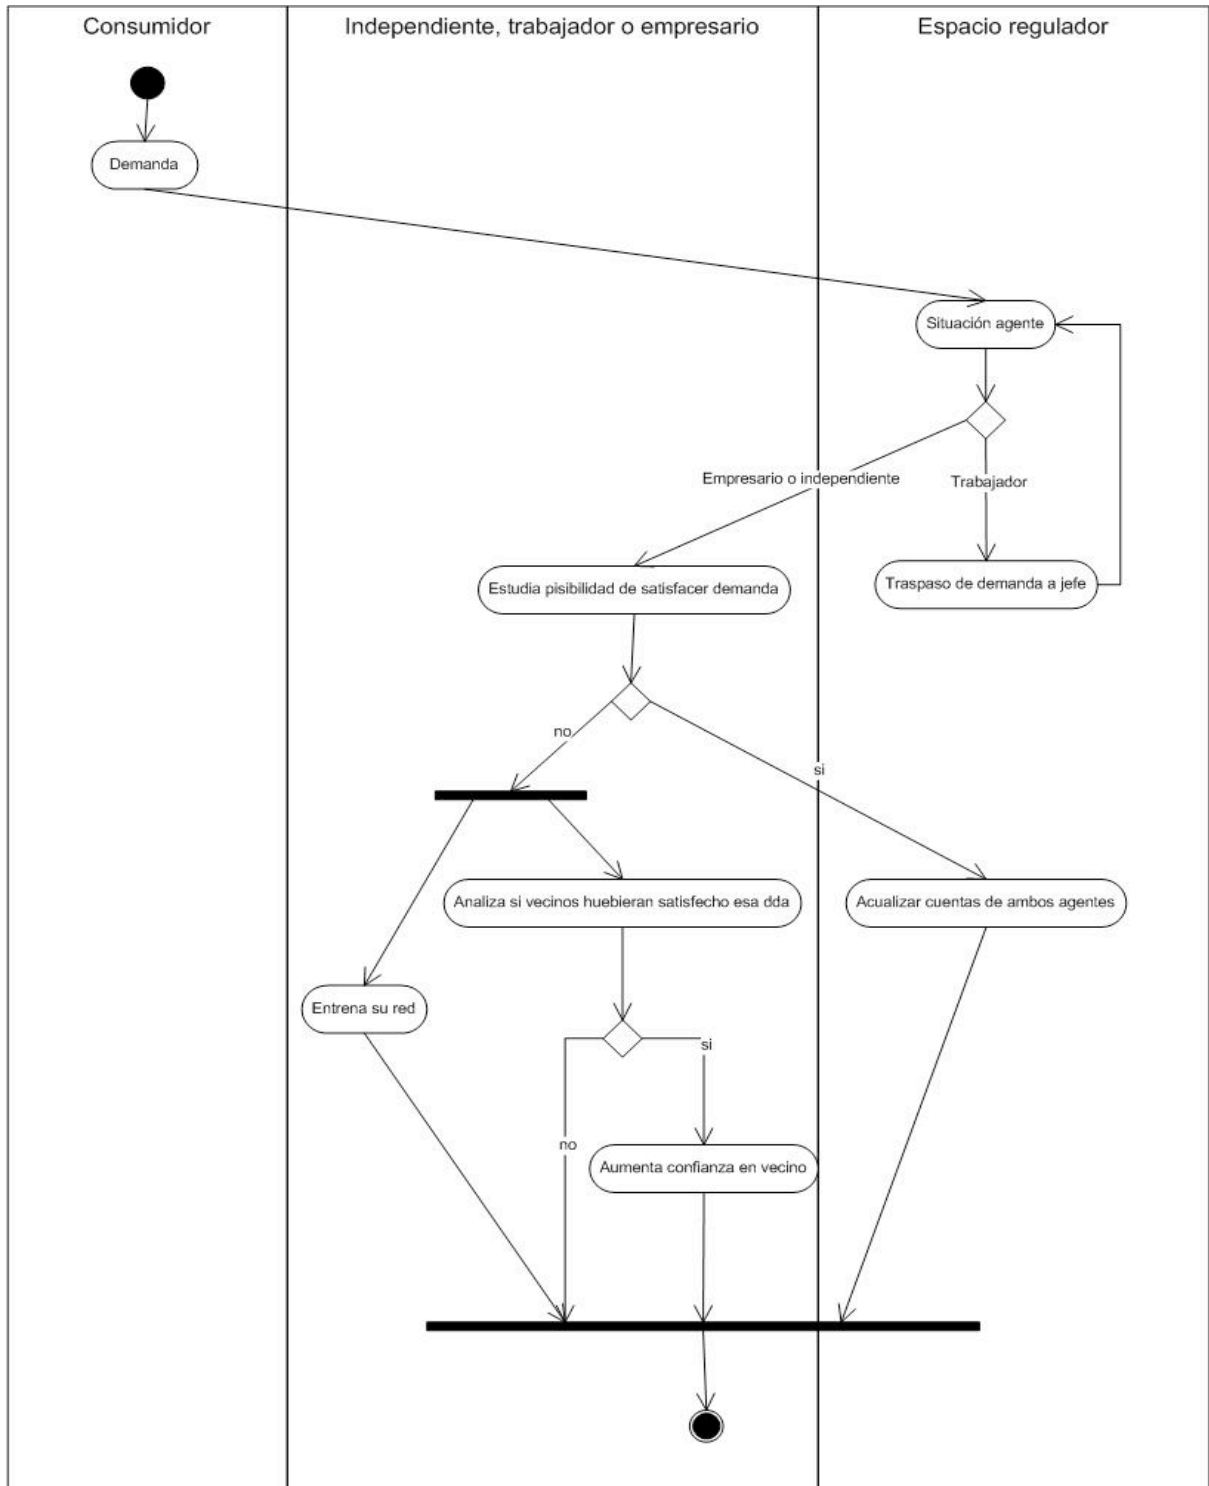 Consumidor
Independiente, trabajador o empresario
Espacio regulador
Demanda
Situación agente
Empresario o independiente
Trabajador
Estudia pisibilidad de satisfacer demanda
Traspaso de demanda a jefe
no
si
Analiza si vecinos huebieran satisfecho esa dda
Acualizar cuentas de ambos agentes
Entrena su red
si
no
Aumenta confianza en vecino